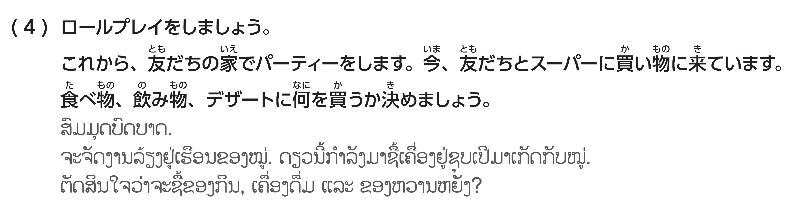 (4) ロールプレイをしましょう。
これから、友だちの家でパーティーをします。今、友だちとスーパーに買い物に来ています。
食べ物、飲み物、デザートに何を買うか決めましょう。
ສົມມຸດບົດບາດ.
ຈະຈັດງານລ້ຽງຢູ່ເຮືອນຂອງໝູ່. ດຽວນີ້ກຳລັງມາຊື້ເຄື່ອງຢູ່ຊຸບເປີມາເກັດກັບໝູ່.
ຕັດສິນໃຈວ່າຈະຊື້ຂອງກິນ, ເຄື່ອງດື່ມ ແລະ ຂອງຫວານຫຍັງ?